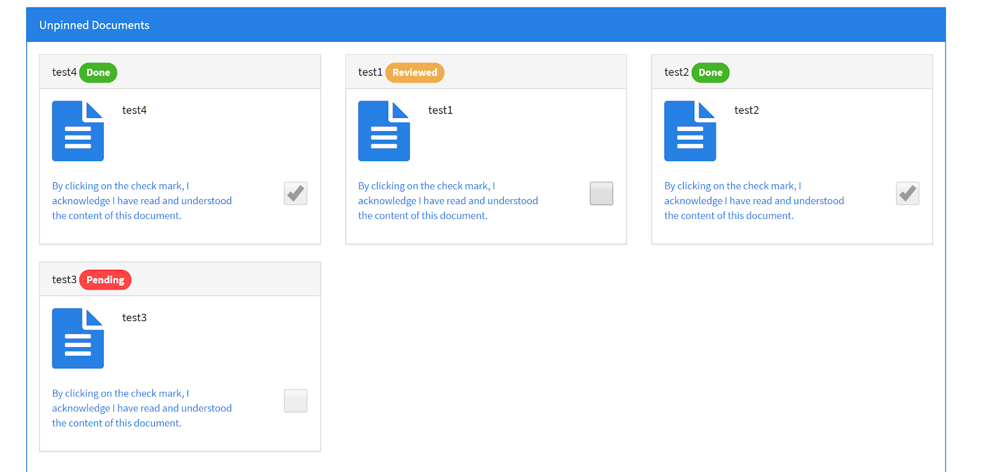 Unpinned Documents
test4 Done
test4
By clicking on the check mark, I
acknowledge I have read and understood
the content of this document.
test1 Reviewed
test1
By clicking on the check mark, I
acknowledge I have read and understood
the content of this document.
test2 Done
test2
By clicking on the check mark, I
acknowledge I have read and understood
the content of this document.
test3 Pending
test3
By clicking on the check mark, I
acknowledge I have read and understood
the content of this document.